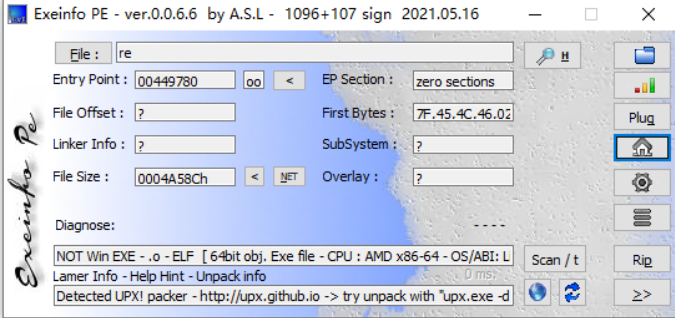 Exeinfo PE - ver.0.0.6.6 by A.S.L - 1096+107 sign 2021.05.16
File : re H
Entry Point : 00449780 oo < EP Section : zero sections
File Offset : ? First Bytes : 7F.45.4C.46.02 Plug
Linker Info : ? SubSystem : ?
File Size : 0004A58Ch < NET Overlay : ?
Diagnose: - - - -
NOT Win EXE - .o - ELF [ 64bit obj. Exe file - CPU : AMD x86-64 - OS/ABI: L Scan / t Rip
Lamer Info - Help Hint - Unpack info 0 ms.
Detected UPX! packer - http://upx.github.io -> try unpack with "upx.exe -d >>
Exeinfo Pe